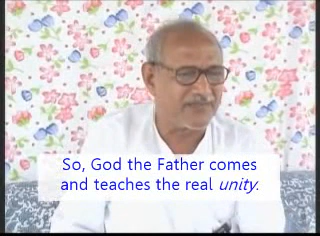 So, God the Father comes
and teaches the real unity.